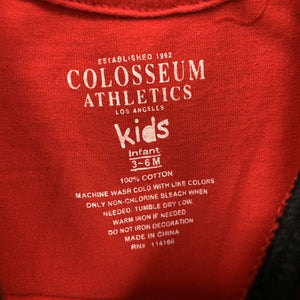 ESTABLISHED 1992
COLOSSEUM
ATHLETICS
LOS ANGELES
kids
Infant
3-6M
100% COTTON
MACHINE WASH COLD WITH LIKE COLORS
ONLY NON-CHLORINE BLEACH WHEN
NEEDED. TUMBLE DRY LOW.
WARM IRON IF NEEDED
DO NOT IRON DECORATION
MADE IN CHINA
RN# 114166